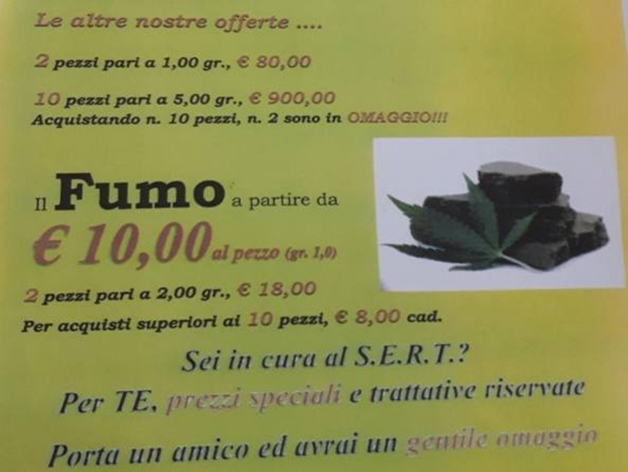 Le altre nostre offerte ....
2 pezzi pari a 1,00 gr., € 80,00
10 pezzi pari a 5,00 gr., € 900,00
Acquistando n. 10 pezzi, n. 2 sono in OMAGGIO!!!
Il Fumo a partire da
€ 10,00 al pezzo (gr. 1,0)
2 pezzi pari a 2,00 gr., € 18,00
Per acquisti superiori ai 10 pezzi, € 8,00 cad.
Sei in cura al S.E.R.T.?
Per TE, prezzi speciali e trattative riservate
Porta un amico ed avrai un gentile omaggio